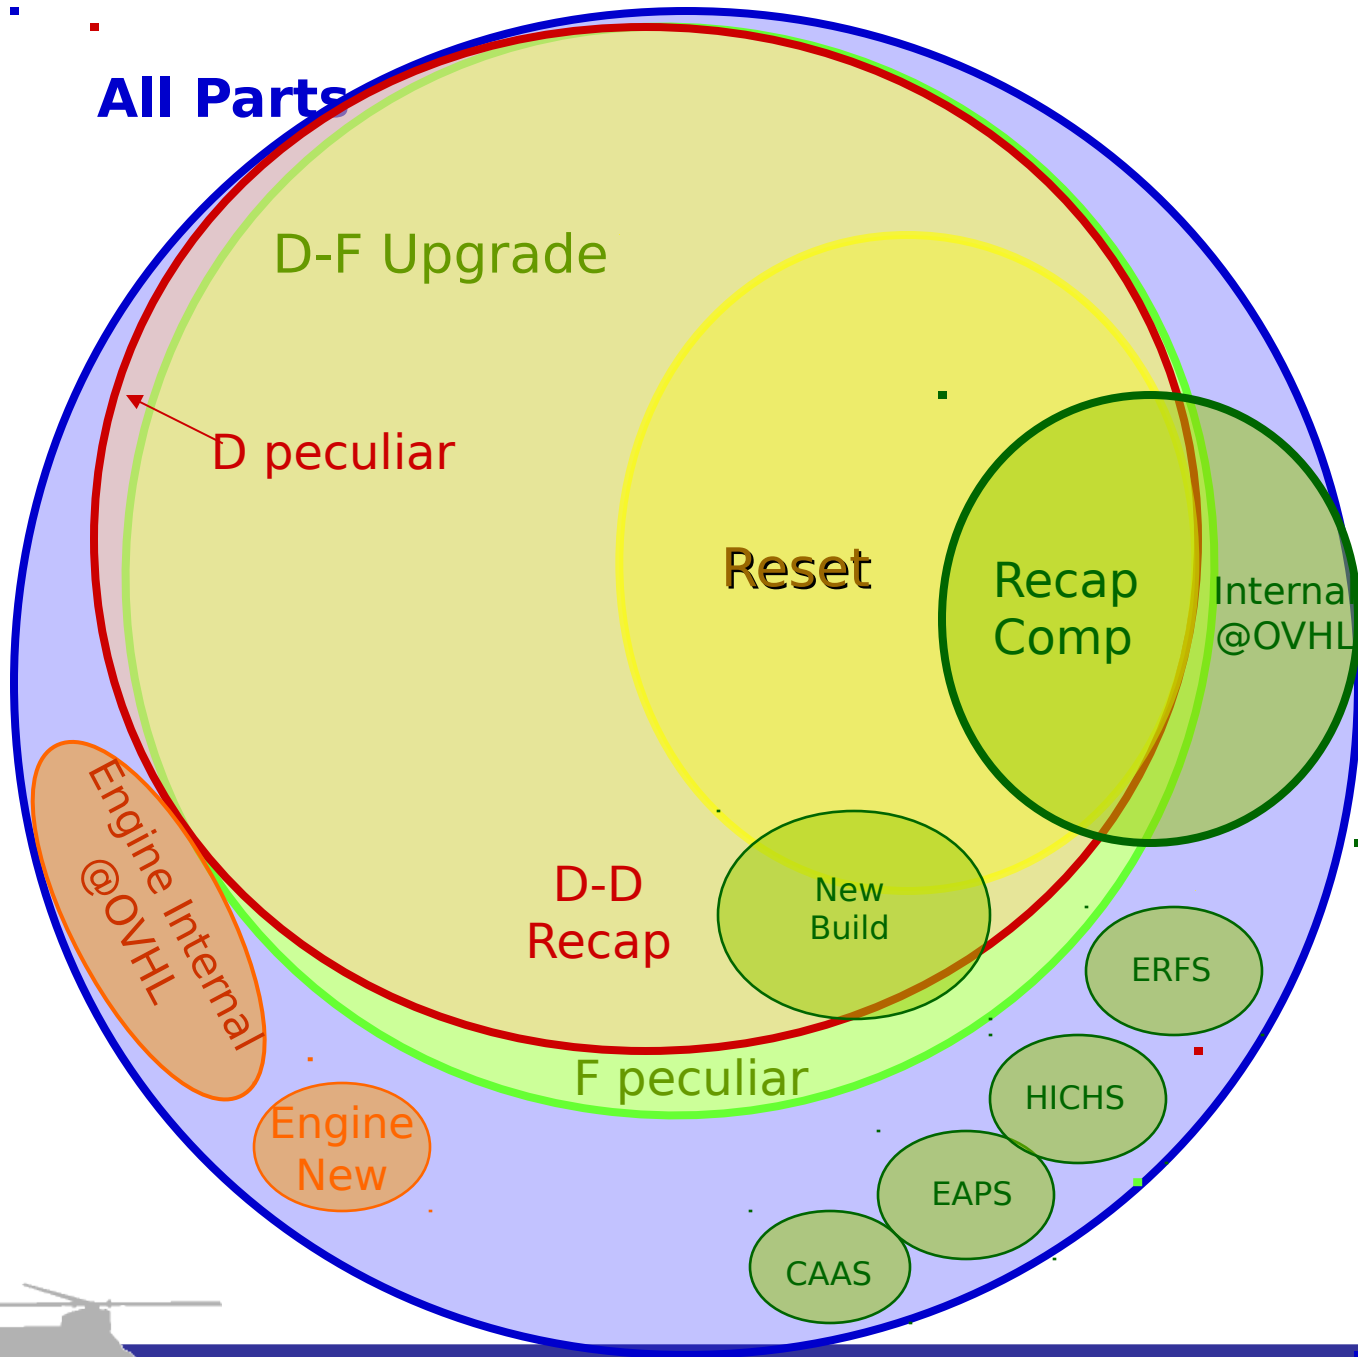 All Parts
D-F Upgrade
D peculiar
Reset
Recap
Comp
Internal
@OVHL
Engine Internal
@OVHL
D-D
Recap
New
Build
ERFS
F peculiar
HICHS
Engine
New
EAPS
CAAS